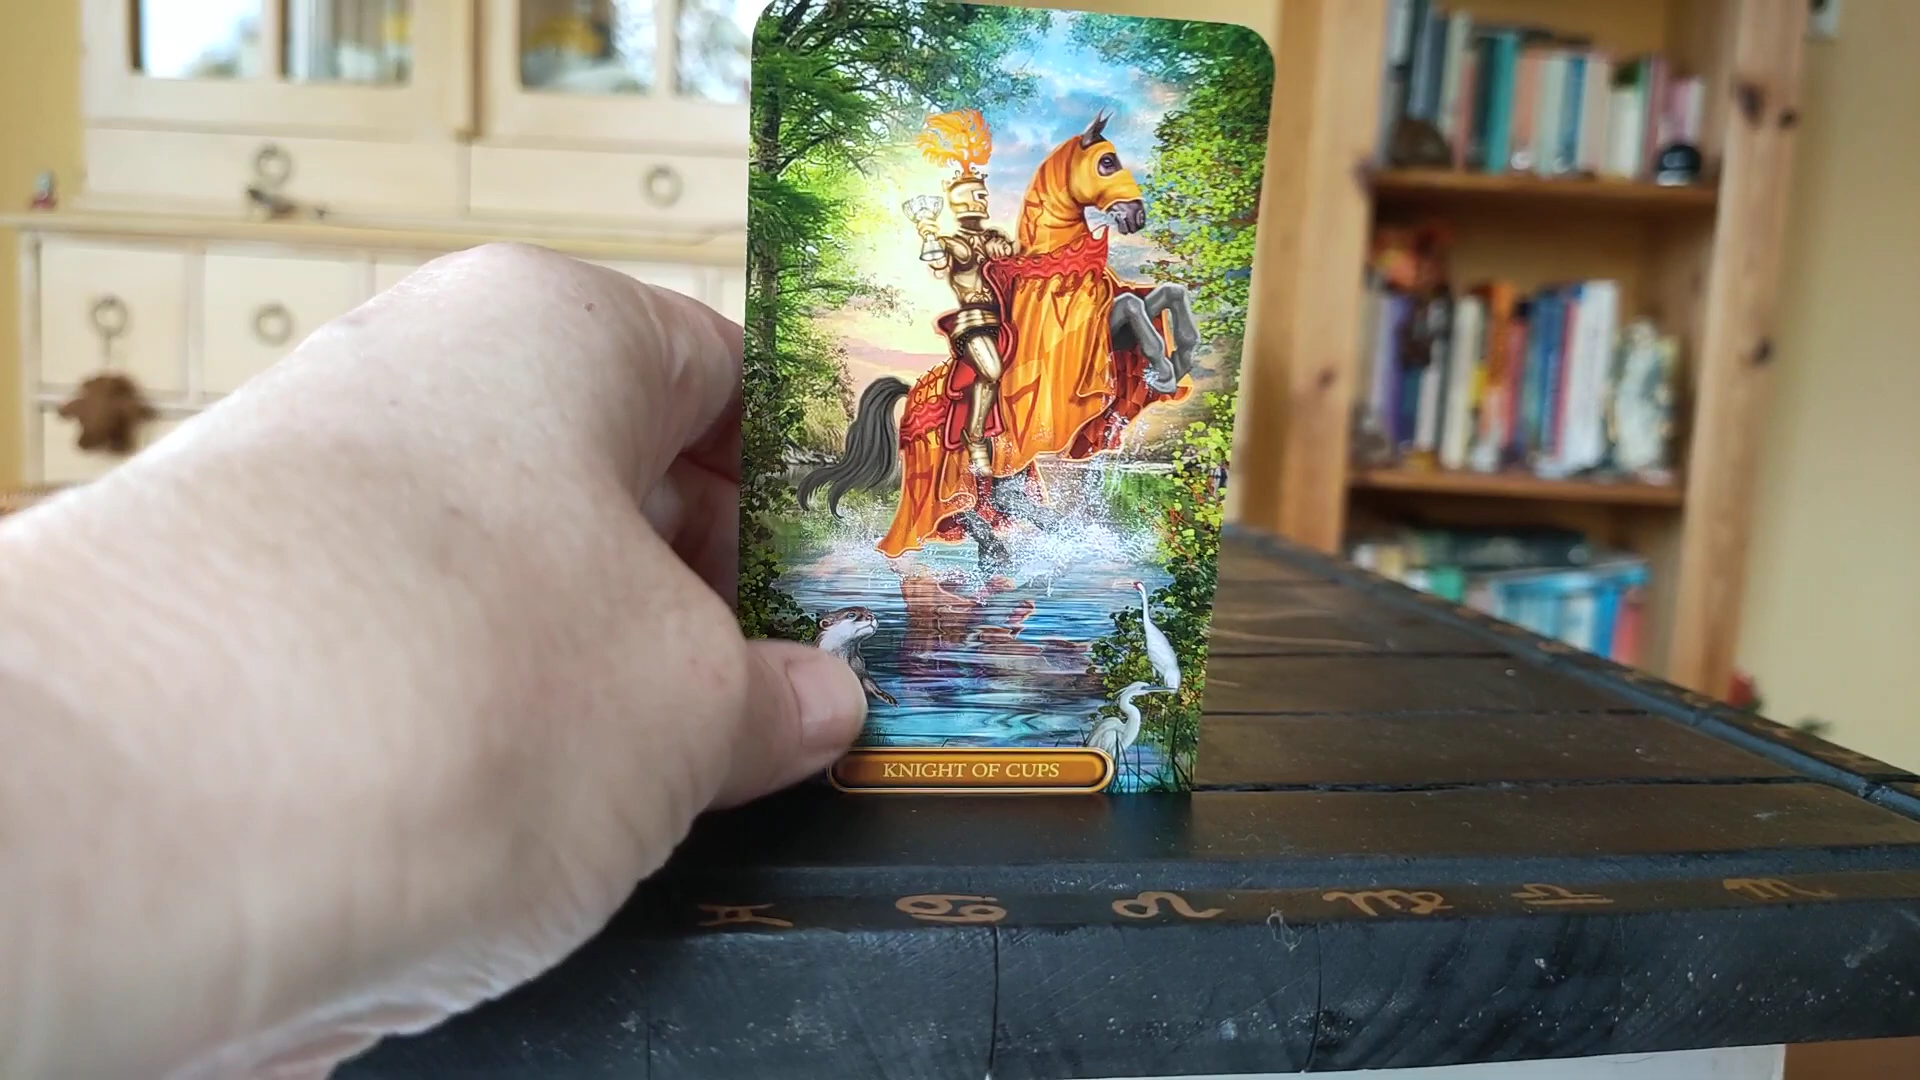 KNIGHT OF CUPS
♊ ♋ ♌ ♍ ♎ ♏